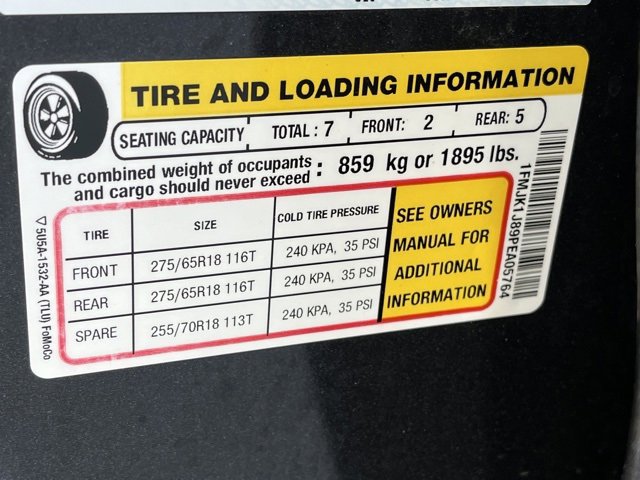 TIRE AND LOADING INFORMATION
SEATING CAPACITY TOTAL : 7 FRONT: 2 REAR: 5
The combined weight of occupants and cargo should never exceed : 859 kg or 1895 lbs.
TIRE SIZE COLD TIRE PRESSURE
FRONT 275/65R18 116T 240 KPA, 35 PSI
REAR 275/65R18 116T 240 KPA, 35 PSI
SPARE 255/70R18 113T 240 KPA, 35 PSI
SEE OWNERS
MANUAL FOR
ADDITIONAL
INFORMATION
1FMJK1J89PEA05764
5U5A-1532-AA (TLU) FoMoCo